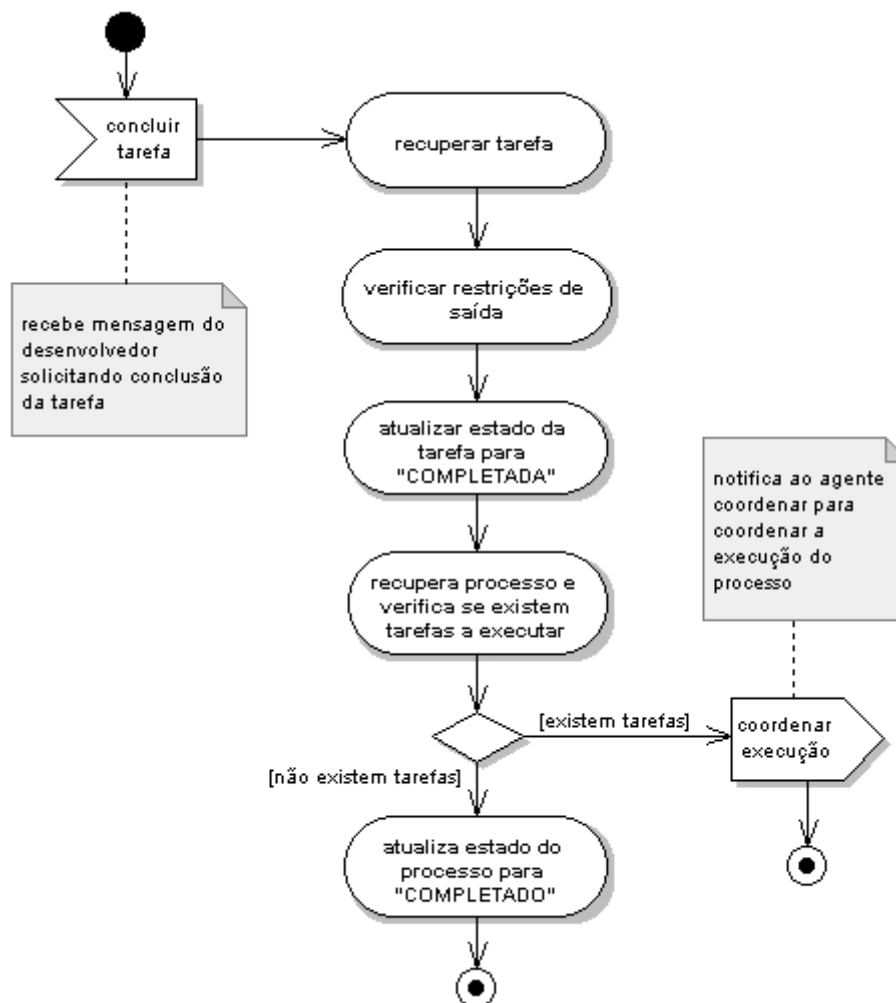 concluir
tarefa
recuperar tarefa
verificar restrições de
saída
recebe mensagem do
desenvolvedor
solicitando conclusão
da tarefa
atualizar estado da
tarefa para
"COMPLETADA"
notifica ao agente
coordenar para
coordenar a
execução do
processo
recupera processo e
verifica se existem
tarefas a executar
[existem tarefas]
coordenar
execução
[não existem tarefas]
atualiza estado do
processo para
"COMPLETADO"